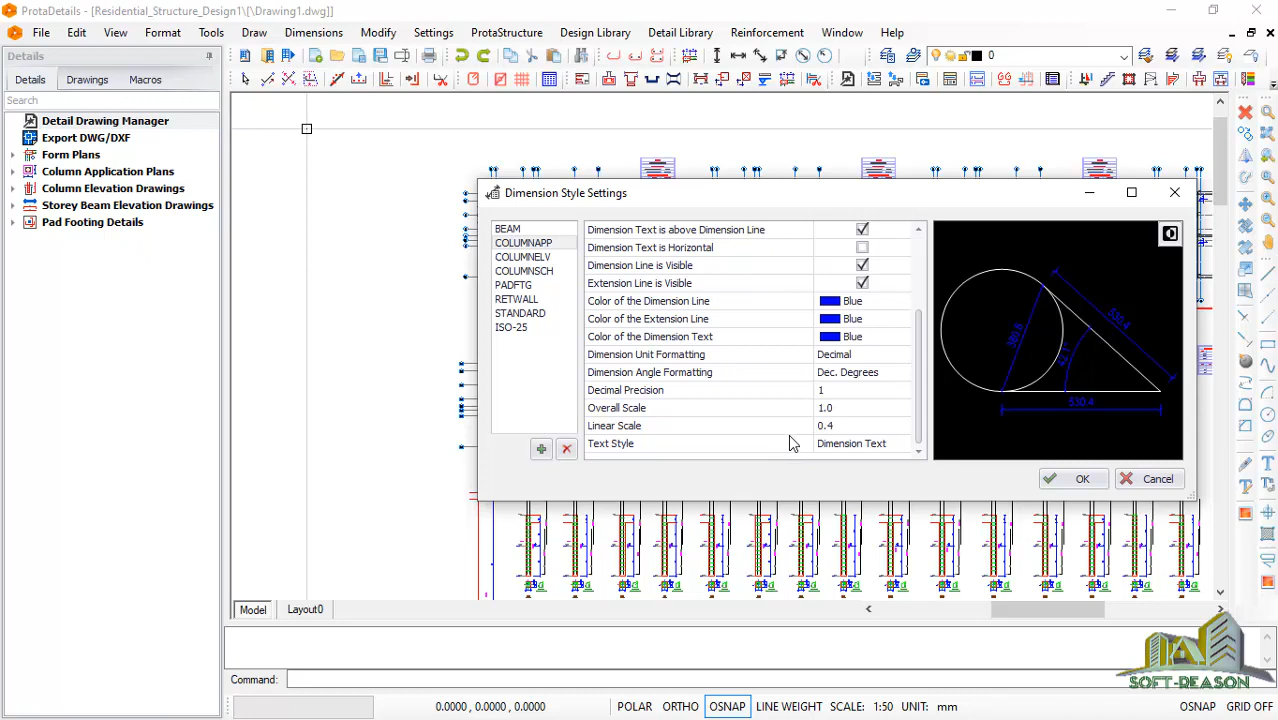 ProtaDetails - [Residential_Structure_Design1\[\Drawing1.dwg]]
File Edit View Format Tools Draw Dimensions Modify Settings ProtaStructure Design Library Detail Library Reinforcement Window Help
Details
0
Details Drawings Macros
Search
Detail Drawing Manager
Export DWG/DXF
Form Plans
Column Application Plans
Column Elevation Drawings
Storey Beam Elevation Drawings
Pad Footing Details
Dimension Style Settings
BEAM
COLUMNAPP
COLUMNELV
COLUMNSCH
PADFTG
RETWALL
STANDARD
ISO-25
Dimension Text is above Dimension Line
Dimension Text is Horizontal
Dimension Line is Visible
Extension Line is Visible
Color of the Dimension Line Blue
Color of the Extension Line Blue
Color of the Dimension Text Blue
Dimension Unit Formatting Decimal
Dimension Angle Formatting Dec. Degrees
Decimal Precision 1
Overall Scale 1.0
Linear Scale 0.4
Text Style Dimension Text
530.4
530.4
OK Cancel
Model Layout0
SOFT-REASON
Command:
0.0000 , 0.0000 , 0.0000 POLAR ORTHO OSNAP LINE WEIGHT SCALE: 1:50 UNIT: mm OSNAP GRID OFF